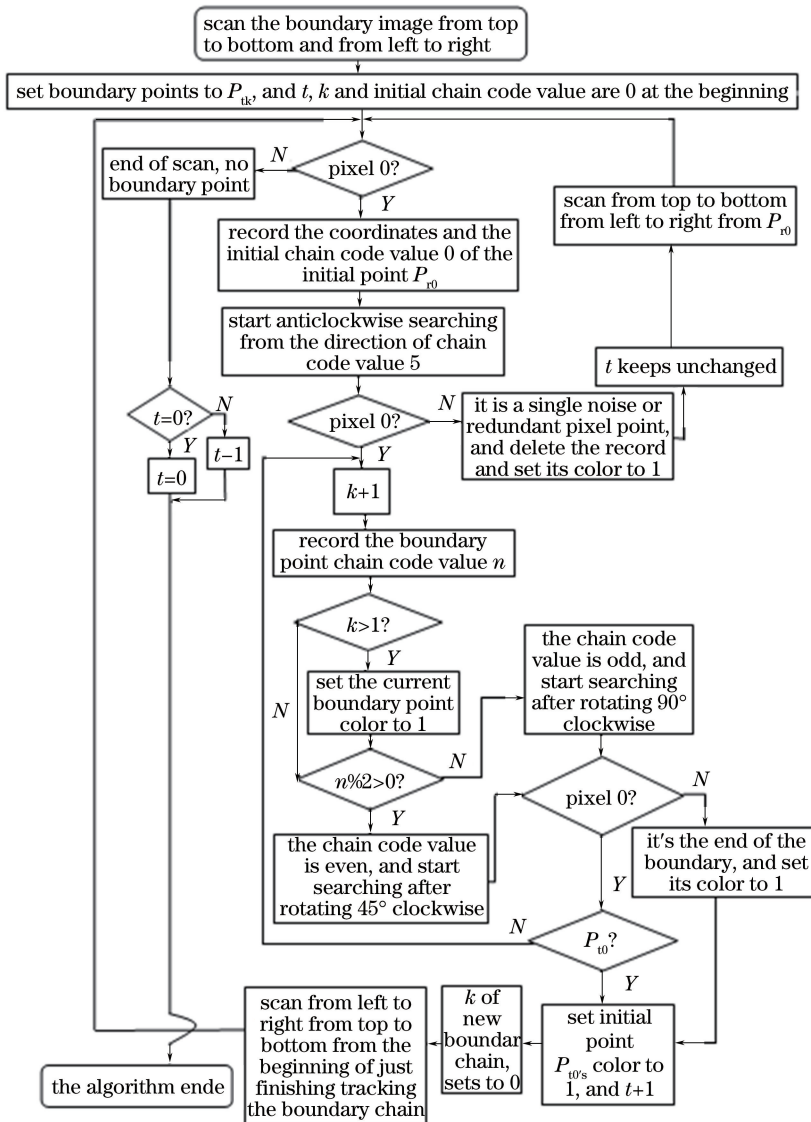 scan the boundary image from top
to bottom and from left to right
set boundary points to Ptk, and t, k and initial chain code value are 0 at the beginning
pixel 0?
N
end of scan, no
boundary point
Y
record the coordinates and the
initial chain code value 0 of the
initial point Pr0
scan from top to bottom
from left to right from Pr0
start anticlockwise searching
from the direction of chain
code value 5
t keeps unchanged
pixel 0?
N
it is a single noise or
redundant pixel point,
and delete the record
and set its color to 1
Y
t=0?
N
Y
t−1
t=0
k+1
record the boundary
point chain code value n
k>1?
Y
N
set the current
boundary point
color to 1
the chain code
value is odd, and
start searching
after rotating 90°
clockwise
n%2>0?
N
Y
the chain code value
is even, and start
searching after
rotating 45° clockwise
pixel 0?
N
Y
it's the end of the
boundary, and set
its color to 1
Pt0?
N
Y
set initial
point
Pt0's color to
1, and t+1
k of
new
boundar
chain,
sets to 0
scan from left to
right from top to
bottom from the
beginning of just
finishing tracking
the boundary chain
the algorithm ende